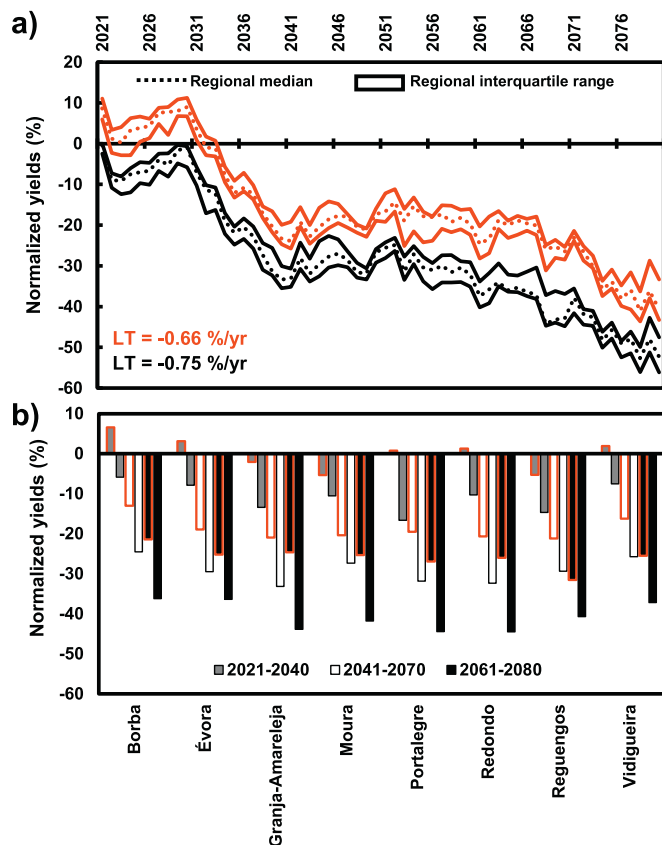 a)
2021 2026 2031 2036 2041 2046 2051 2056 2061 2066 2071 2076
Normalized yields (%)
20
10
0
-10
-20
-30
-40
-50
-60
Regional median
Regional interquartile range
LT = -0.66 %/yr
LT = -0.75 %/yr
b)
Normalized yields (%)
10
0
-10
-20
-30
-40
-50
-60
2021-2040 2041-2070 2061-2080
Borba
Évora
Granja-Amareleja
Moura
Portalegre
Redondo
Reguengos
Vidigueira